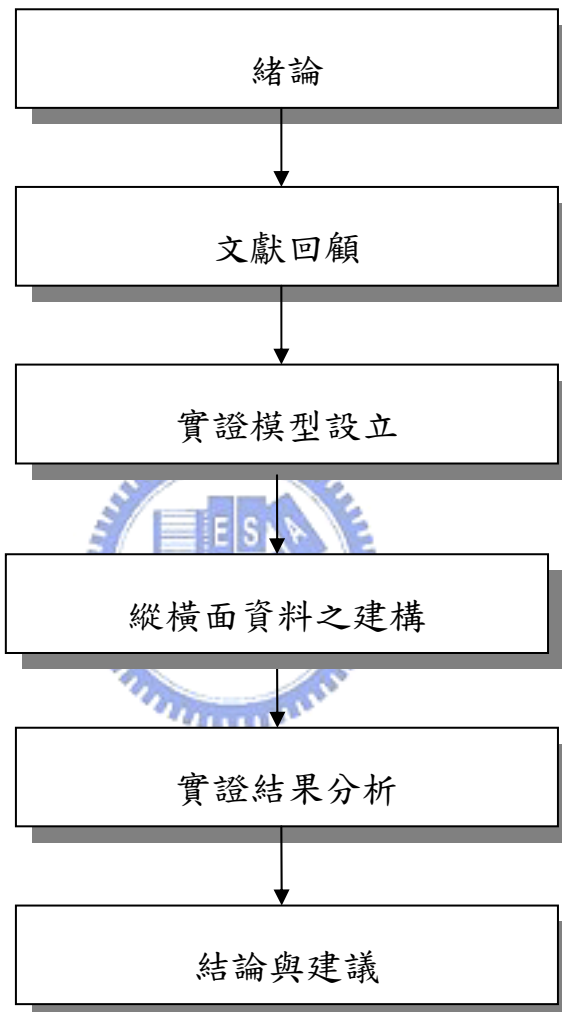 緒論
文獻回顧
實證模型設立
E S A
縱橫面資料之建構
實證結果分析
結論與建議